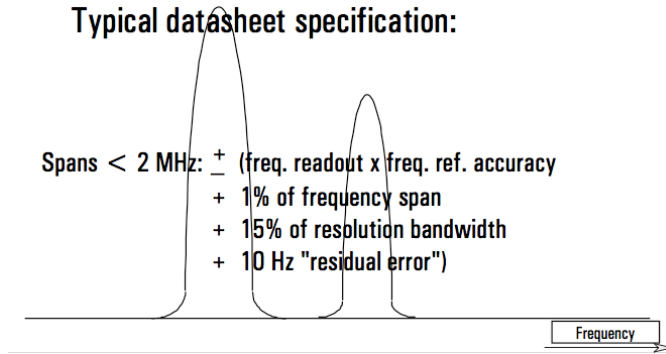 Typical datasheet specification:
Spans < 2 MHz: ± (freq. readout x freq. ref. accuracy
+ 1% of frequency span
+ 15% of resolution bandwidth
+ 10 Hz "residual error")
Frequency